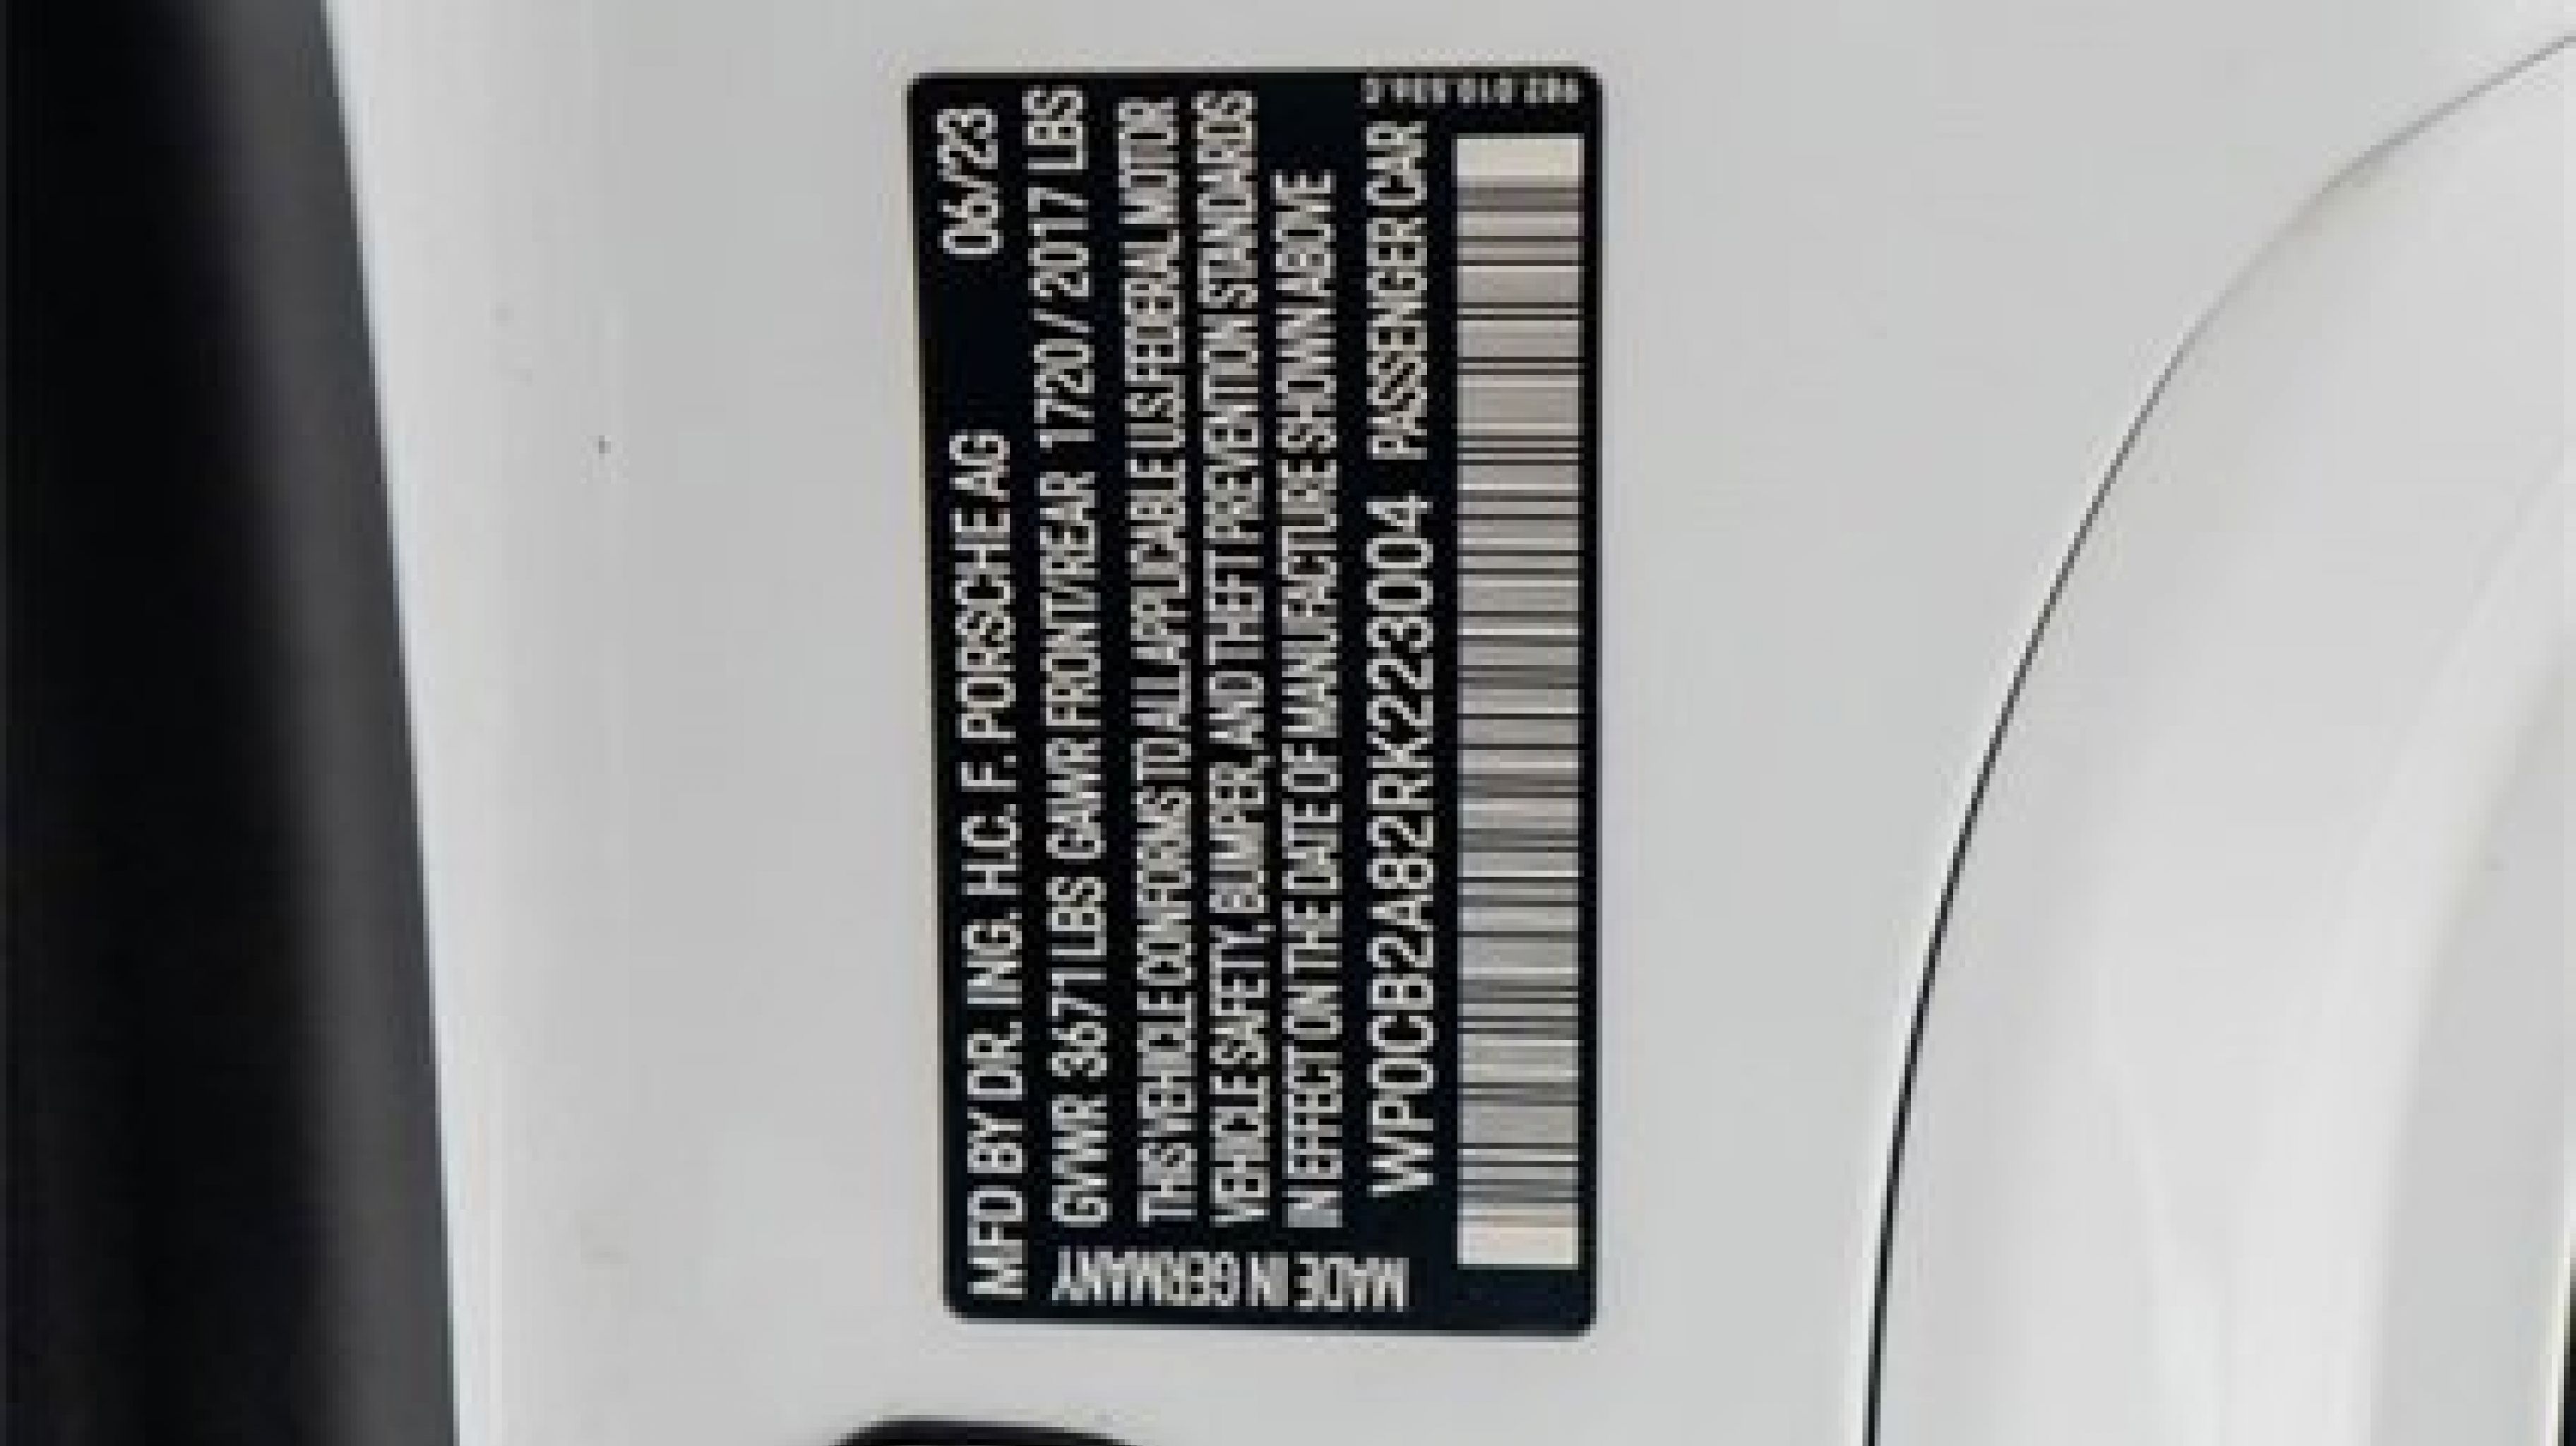 MFD BY DR. ING. H.C. F. PORSCHE AG 06/23
GVWR 3671 LBS GAWR FRONT/REAR 1720 / 2017 LBS
THIS VEHICLE CONFORMS TO ALL APPLICABLE U.S. FEDERAL MOTOR
VEHICLE SAFETY, BUMPER, AND THEFT PREVENTION STANDARDS
IN EFFECT ON THE DATE OF MANUFACTURE SHOWN ABOVE
WP0CB2A82RK223004 PASSENGER CAR
MADE IN GERMANY